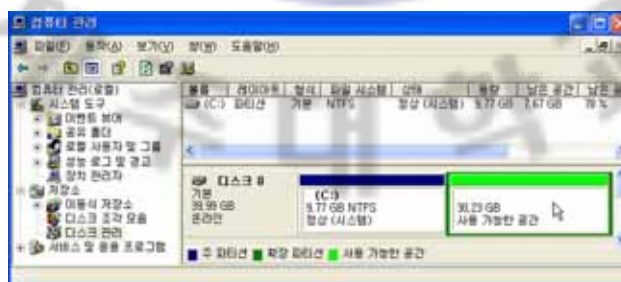 컴퓨터 관리
파일(F) 동작(A) 보기(V) 창(W) 도움말(H)
컴퓨터 관리(로컬)
시스템 도구
이벤트 뷰어
공유 폴더
로컬 사용자 및 그룹
성능 로그 및 경고
장치 관리자
저장소
이동식 저장소
디스크 조각 모음
디스크 관리
서비스 및 응용 프로그램
볼륨 레이아웃 형식 파일 시스템 상태 용량 남은 공간 남은 공
(C:) 파티션 기본 NTFS 정상 (시스템) 9.77 GB 7.67 GB 78 %
디스크 0
기본
39.99 GB
온라인
(C:)
9.77 GB NTFS
정상 (시스템)
30.23 GB
사용 가능한 공간
주 파티션 확장 파티션 사용 가능한 공간
대학